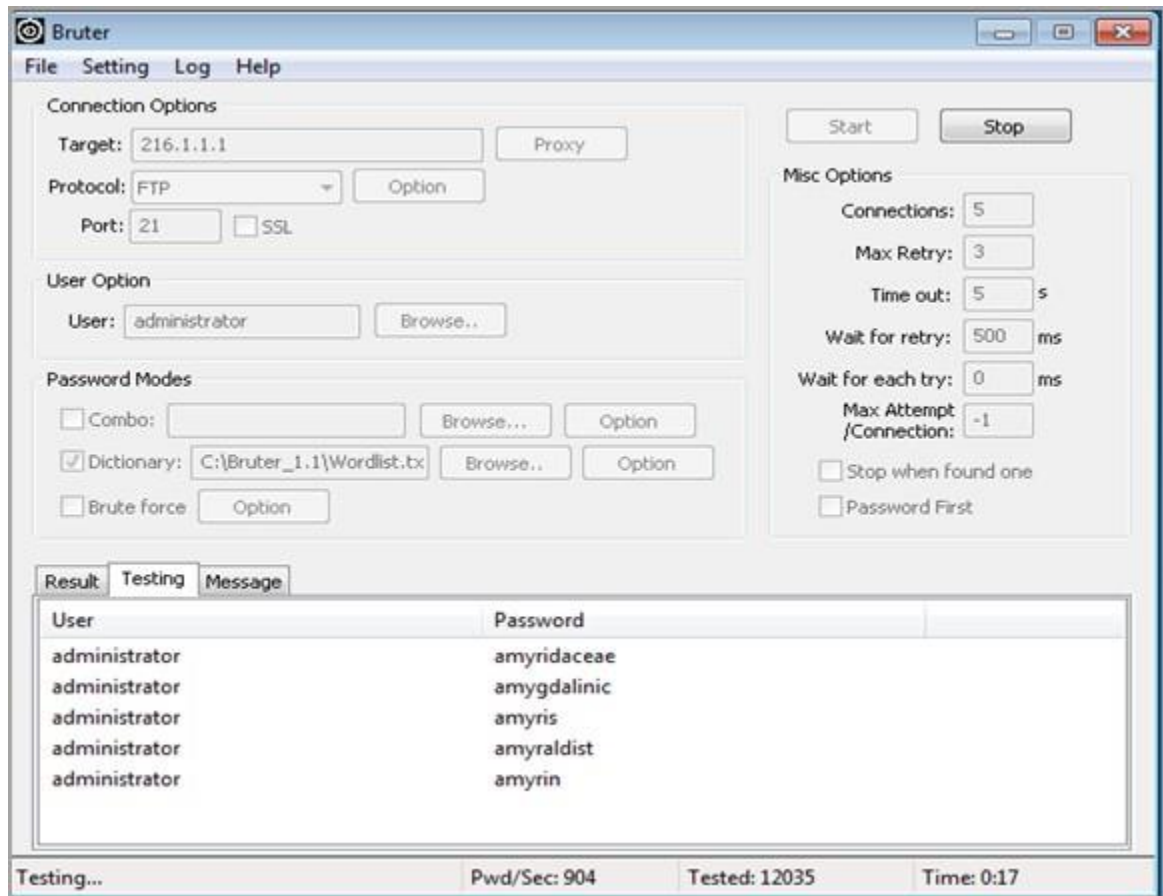 Bruter
File Setting Log Help
Connection Options
Target: 216.1.1.1 Proxy
Protocol: FTP Option
Port: 21 SSL
User Option
User: administrator Browse..
Password Modes
Combo: Browse... Option
Dictionary: C:\Bruter_1.1\Wordlist.tx Browse.. Option
Brute force Option
Start Stop
Misc Options
Connections: 5
Max Retry: 3
Time out: 5 s
Wait for retry: 500 ms
Wait for each try: 0 ms
Max Attempt
/Connection: -1
Stop when found one
Password First
Result Testing Message
User Password
administrator amyridaceae
administrator amygdalinic
administrator amyris
administrator amyraldist
administrator amyrin
Testing... Pwd/Sec: 904 Tested: 12035 Time: 0:17